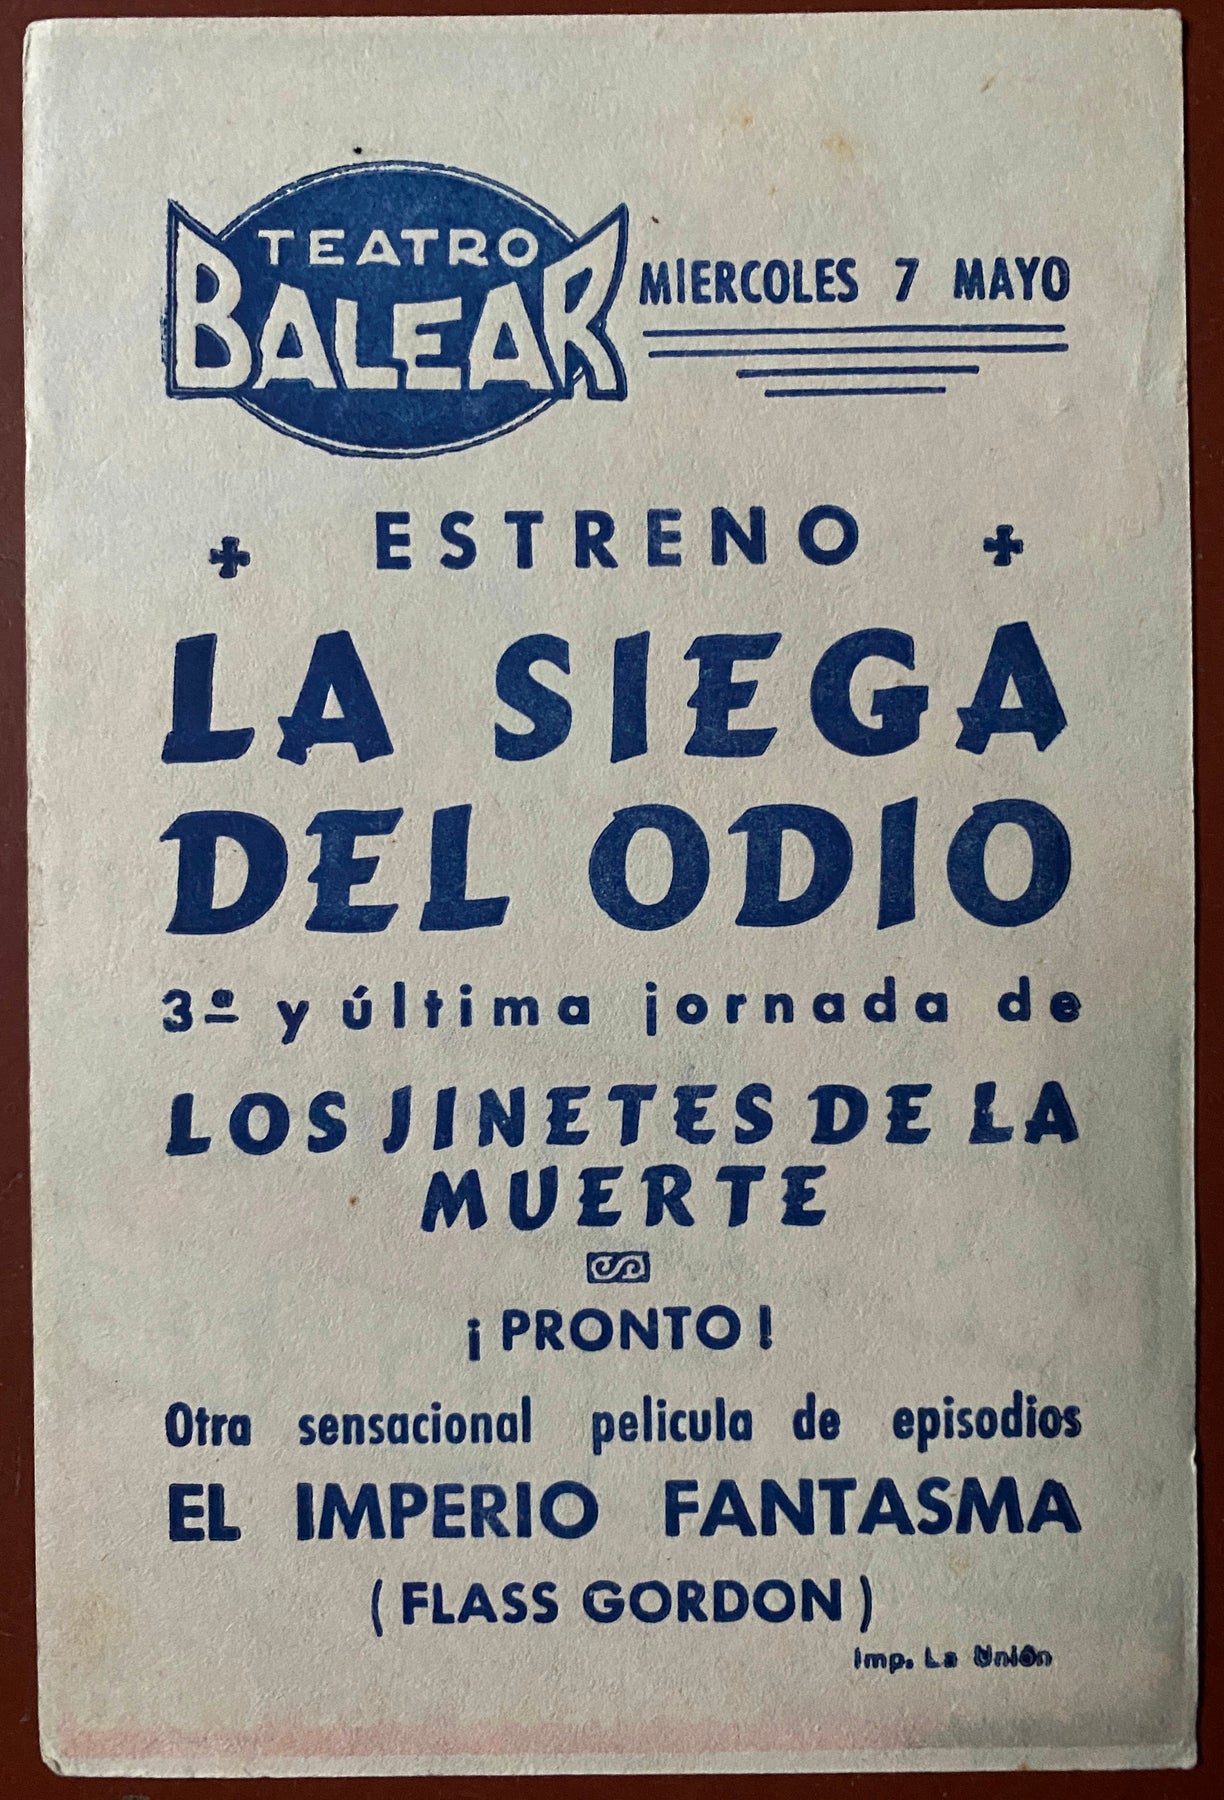 TEATRO
BALEAR
MIERCOLES 7 MAYO
ESTRENO
LA SIEGA
DEL ODIO
3ª y última jornada de
LOS JINETES DE LA
MUERTE
¡PRONTO!
Otra sensacional pelicula de episodios
EL IMPERIO FANTASMA
(FLASS GORDON)
Imp. La Unión